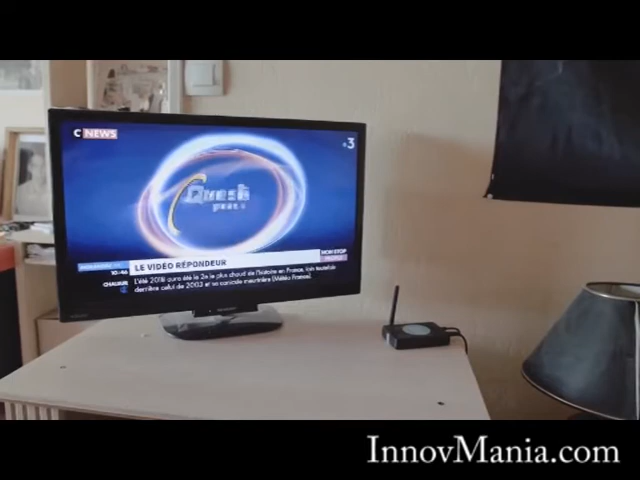 C NEWS
+3
LE VIDÉO RÉPONDEUR
NON STOP
10:46
CHALEUR
L'été 2018 aura été le 2e le plus chaud de l'histoire en France, loin toutefois
derrière celui de 2003 et sa canicule meurtrière (Météo France).
InnovMania.com